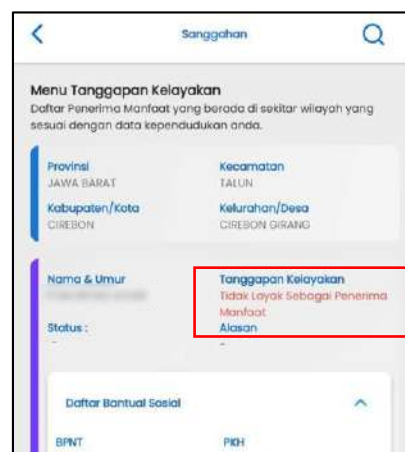 Sanggahan
Menu Tanggapan Kelayakan
Daftar Penerima Manfaat yang berada di sekitar wilayah yang
sesuai dengan data kependudukan anda.
Provinsi Kecamatan
JAWA BARAT TALUN
Kabupaten/Kota Kelurahan/Desa
CIREBON CIREBON GIRANG
Nama & Umur Tanggapan Kelayakan
Tidak Layak Sebagai Penerima
Manfaat
Status : Alasan
- -
Daftar Bantual Sosial
BPNT PKH